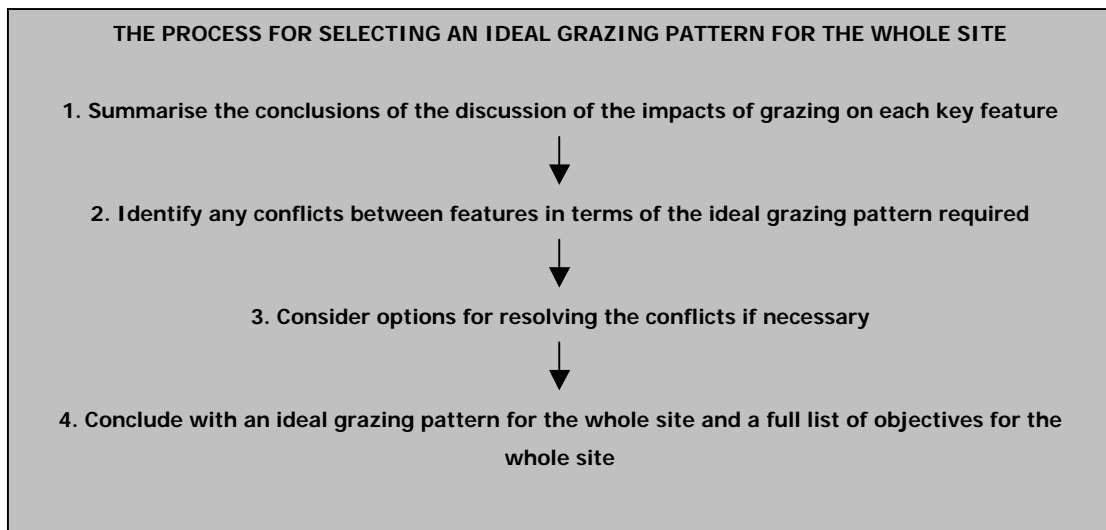 THE PROCESS FOR SELECTING AN IDEAL GRAZING PATTERN FOR THE WHOLE SITE
1. Summarise the conclusions of the discussion of the impacts of grazing on each key feature
2. Identify any conflicts between features in terms of the ideal grazing pattern required
3. Consider options for resolving the conflicts if necessary
4. Conclude with an ideal grazing pattern for the whole site and a full list of objectives for the
whole site